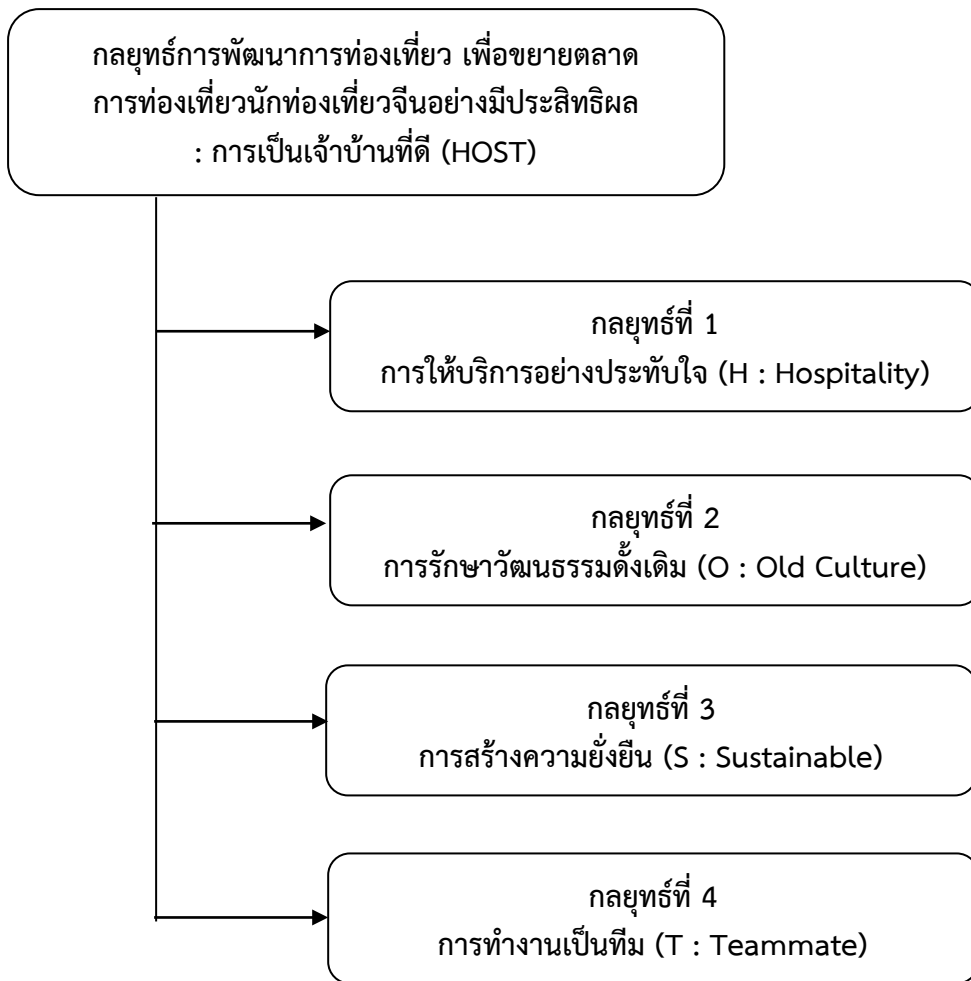 กลยุทธ์การพัฒนาการท่องเที่ยว เพื่อขยายตลาด
การท่องเที่ยวนักท่องเที่ยวจีนอย่างมีประสิทธิผล
: การเป็นเจ้าบ้านที่ดี (HOST)
กลยุทธ์ที่ 1
การให้บริการอย่างประทับใจ (H : Hospitality)
กลยุทธ์ที่ 2
การรักษาวัฒนธรรมดั้งเดิม (O : Old Culture)
กลยุทธ์ที่ 3
การสร้างความยั่งยืน (S : Sustainable)
กลยุทธ์ที่ 4
การทำงานเป็นทีม (T : Teammate)